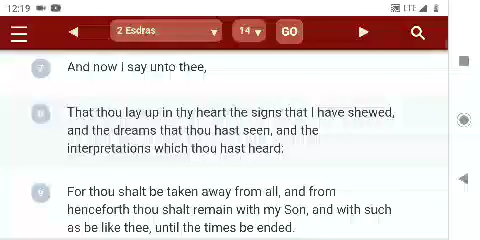 12:19 LTE
2 Esdras 14 GO
7 And now I say unto thee,
8 That thou lay up in thy heart the signs that I have shewed,
and the dreams that thou hast seen, and the
interpretations which thou hast heard:
9 For thou shalt be taken away from all, and from
henceforth thou shalt remain with my Son, and with such
as be like thee, until the times be ended.